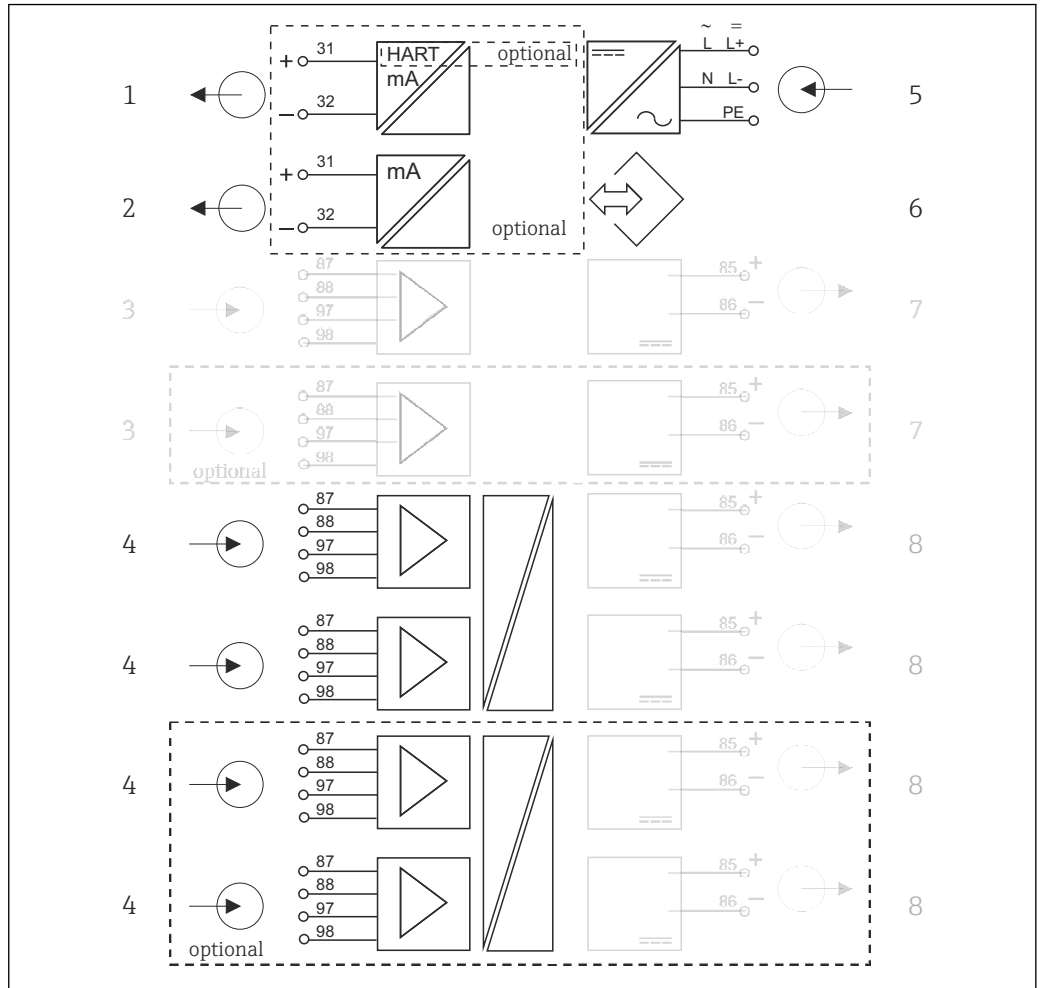 ~ =
31 HART optional L L+
+ mA
1 N L- 5
32
− PE
31
+ mA
2 6
32
− optional
87 85 +
88
3 97 86 − 7
98
87 85 +
88
3 97 86 − 7
98
optional
87 85 +
88
4 97 86 − 8
98
87 85 +
88
4 97 86 − 8
98
87 85 +
88
4 97 86 − 8
98
87 85 +
88
4 97 86 − 8
98
optional